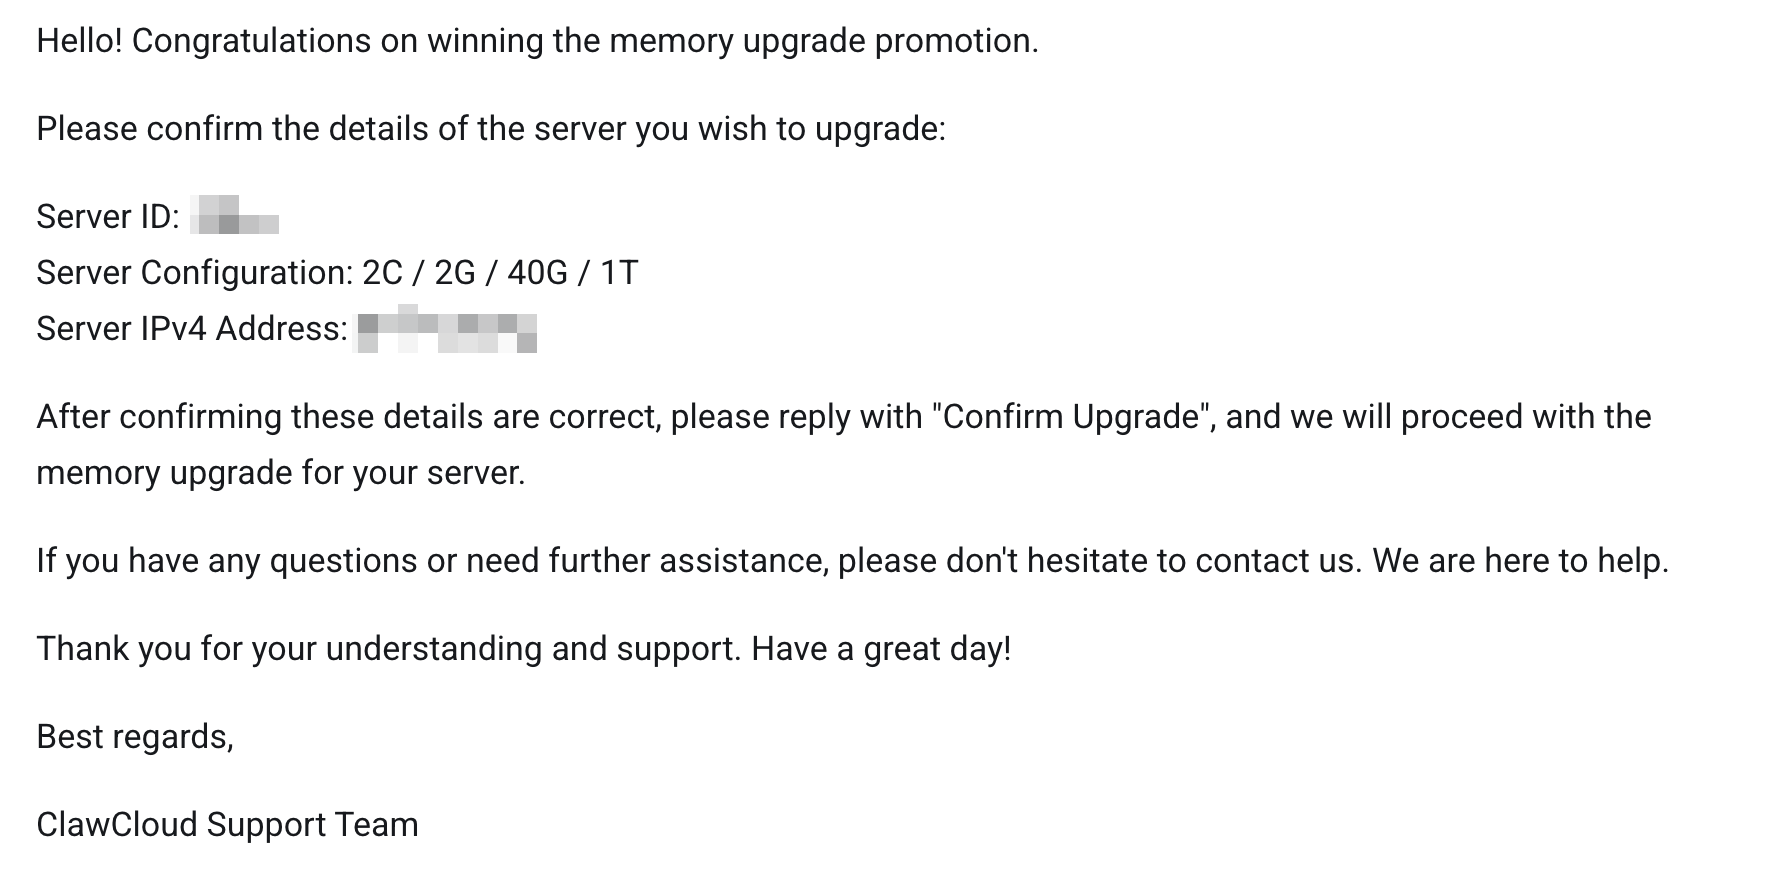 Hello! Congratulations on winning the memory upgrade promotion.
Please confirm the details of the server you wish to upgrade:
Server ID:
Server Configuration: 2C / 2G / 40G / 1T
Server IPv4 Address:
After confirming these details are correct, please reply with "Confirm Upgrade", and we will proceed with the
memory upgrade for your server.
If you have any questions or need further assistance, please don't hesitate to contact us. We are here to help.
Thank you for your understanding and support. Have a great day!
Best regards,
ClawCloud Support Team